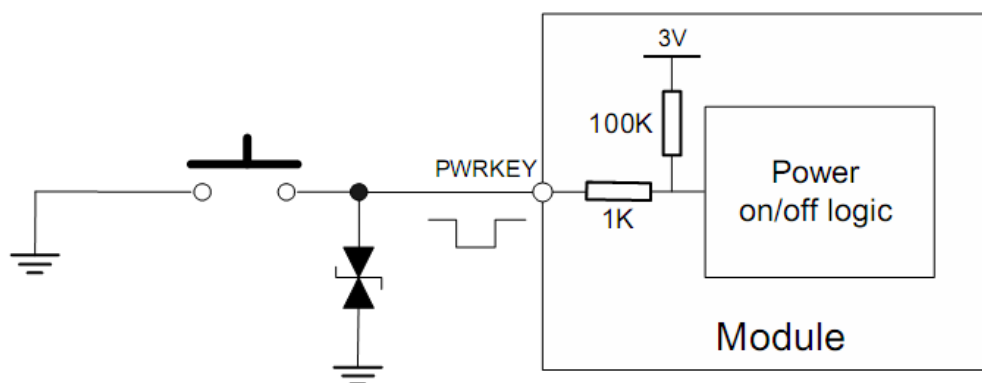 3V
100K
PWRKEY
1K
Power
on/off logic
Module